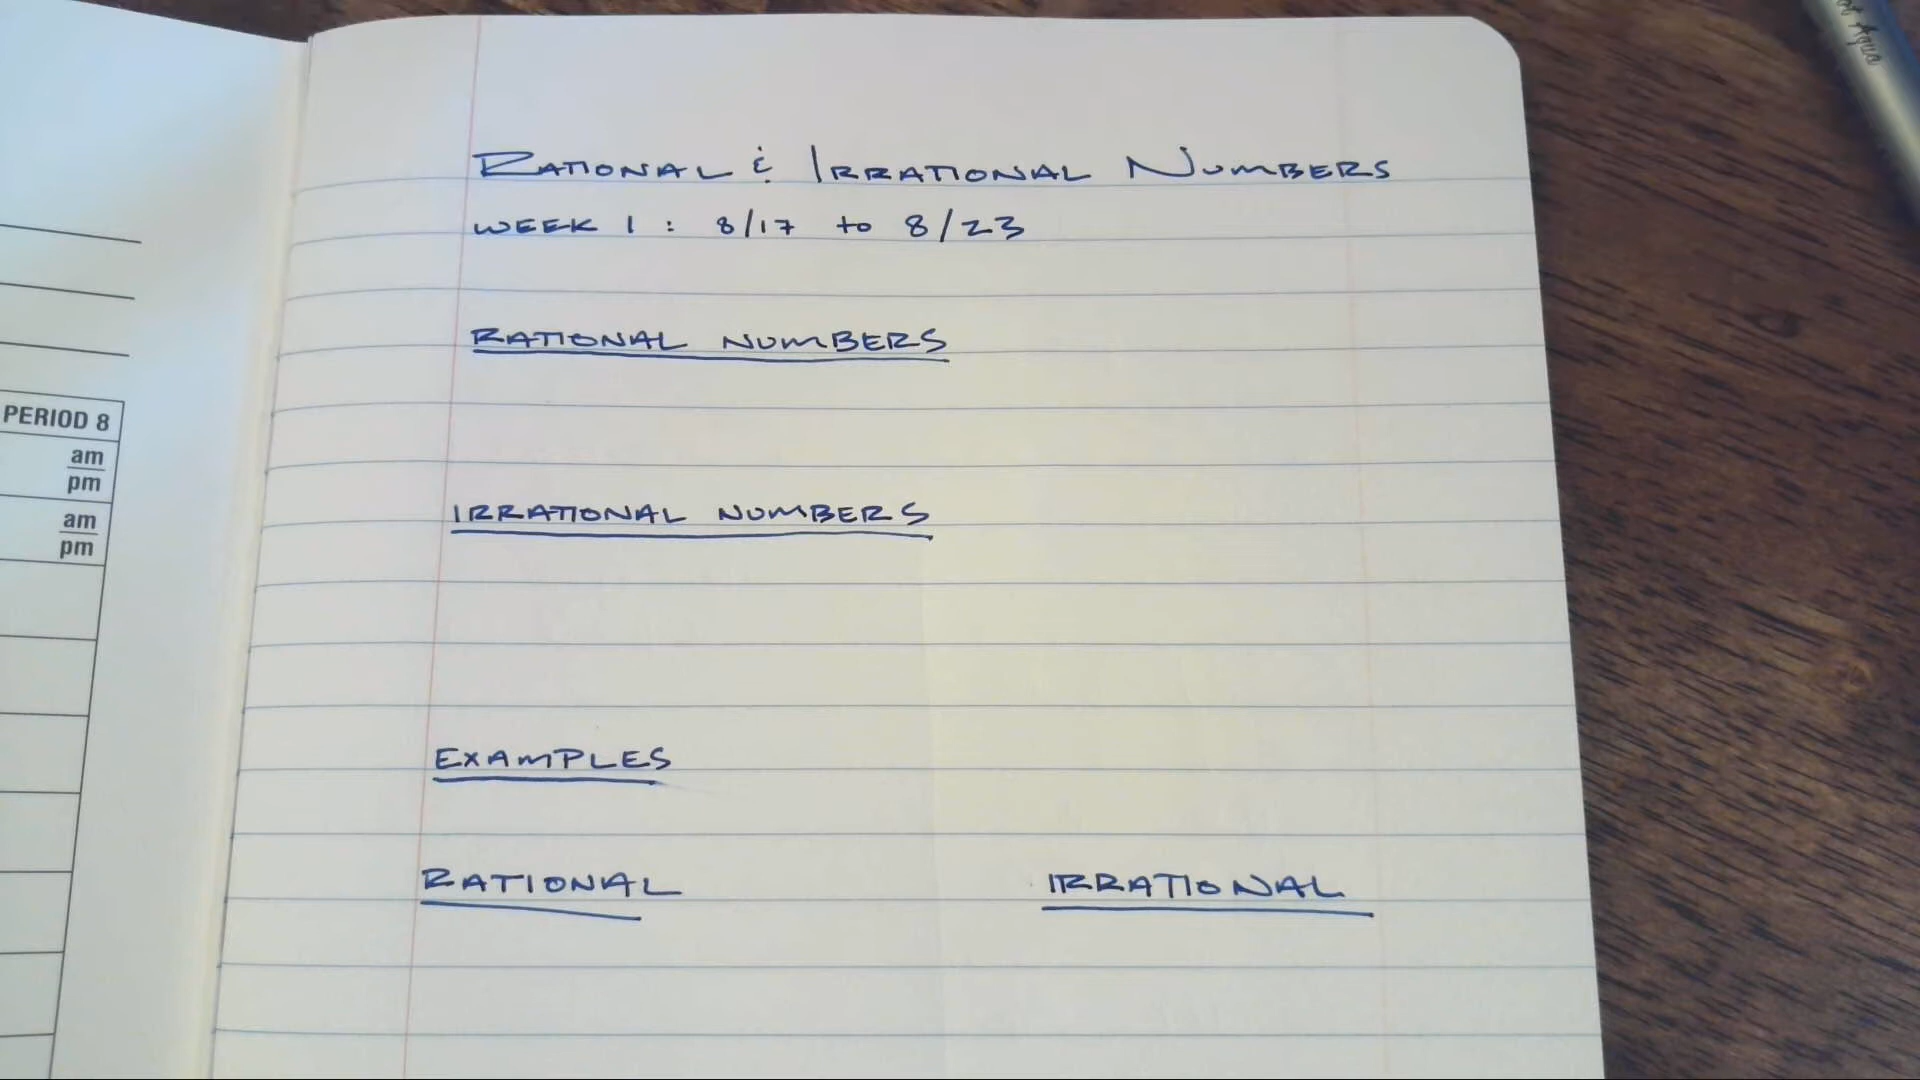 RATIONAL & IRRATIONAL NUMBERS
WEEK 1 : 8/17 to 8/23
RATIONAL NUMBERS
IRRATIONAL NUMBERS
EXAMPLES
RATIONAL IRRATIONAL
PERIOD 8
am
pm
am
pm
Aqua